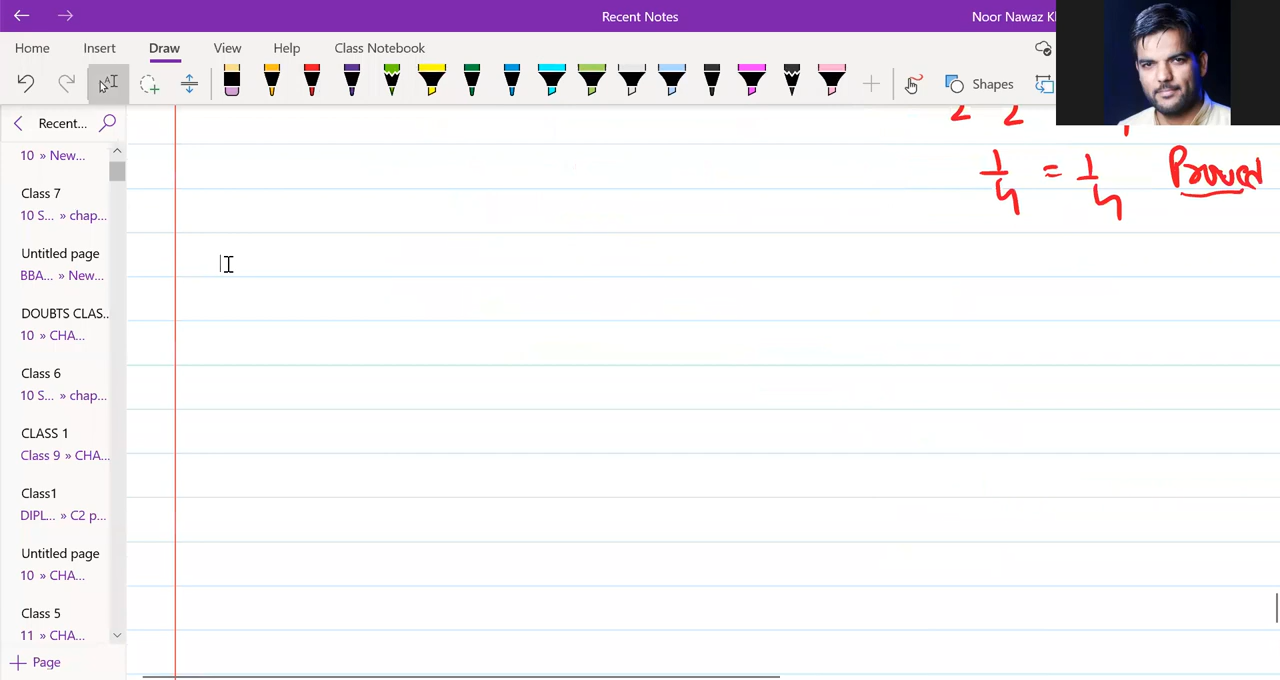 Recent Notes
Noor Nawaz Kh
Home Insert Draw View Help Class Notebook
Shapes
Recent...
10 » New...
Class 7
10 S... » chap...
Untitled page
BBA... » New...
DOUBTS CLAS..
10 » CHA...
Class 6
10 S... » chap...
CLASS 1
Class 9 » CHA...
Class1
DIPL... » C2 p...
Untitled page
10 » CHA...
Class 5
11 » CHA...
+ Page
2 2
1/4 = 1/4 Proved